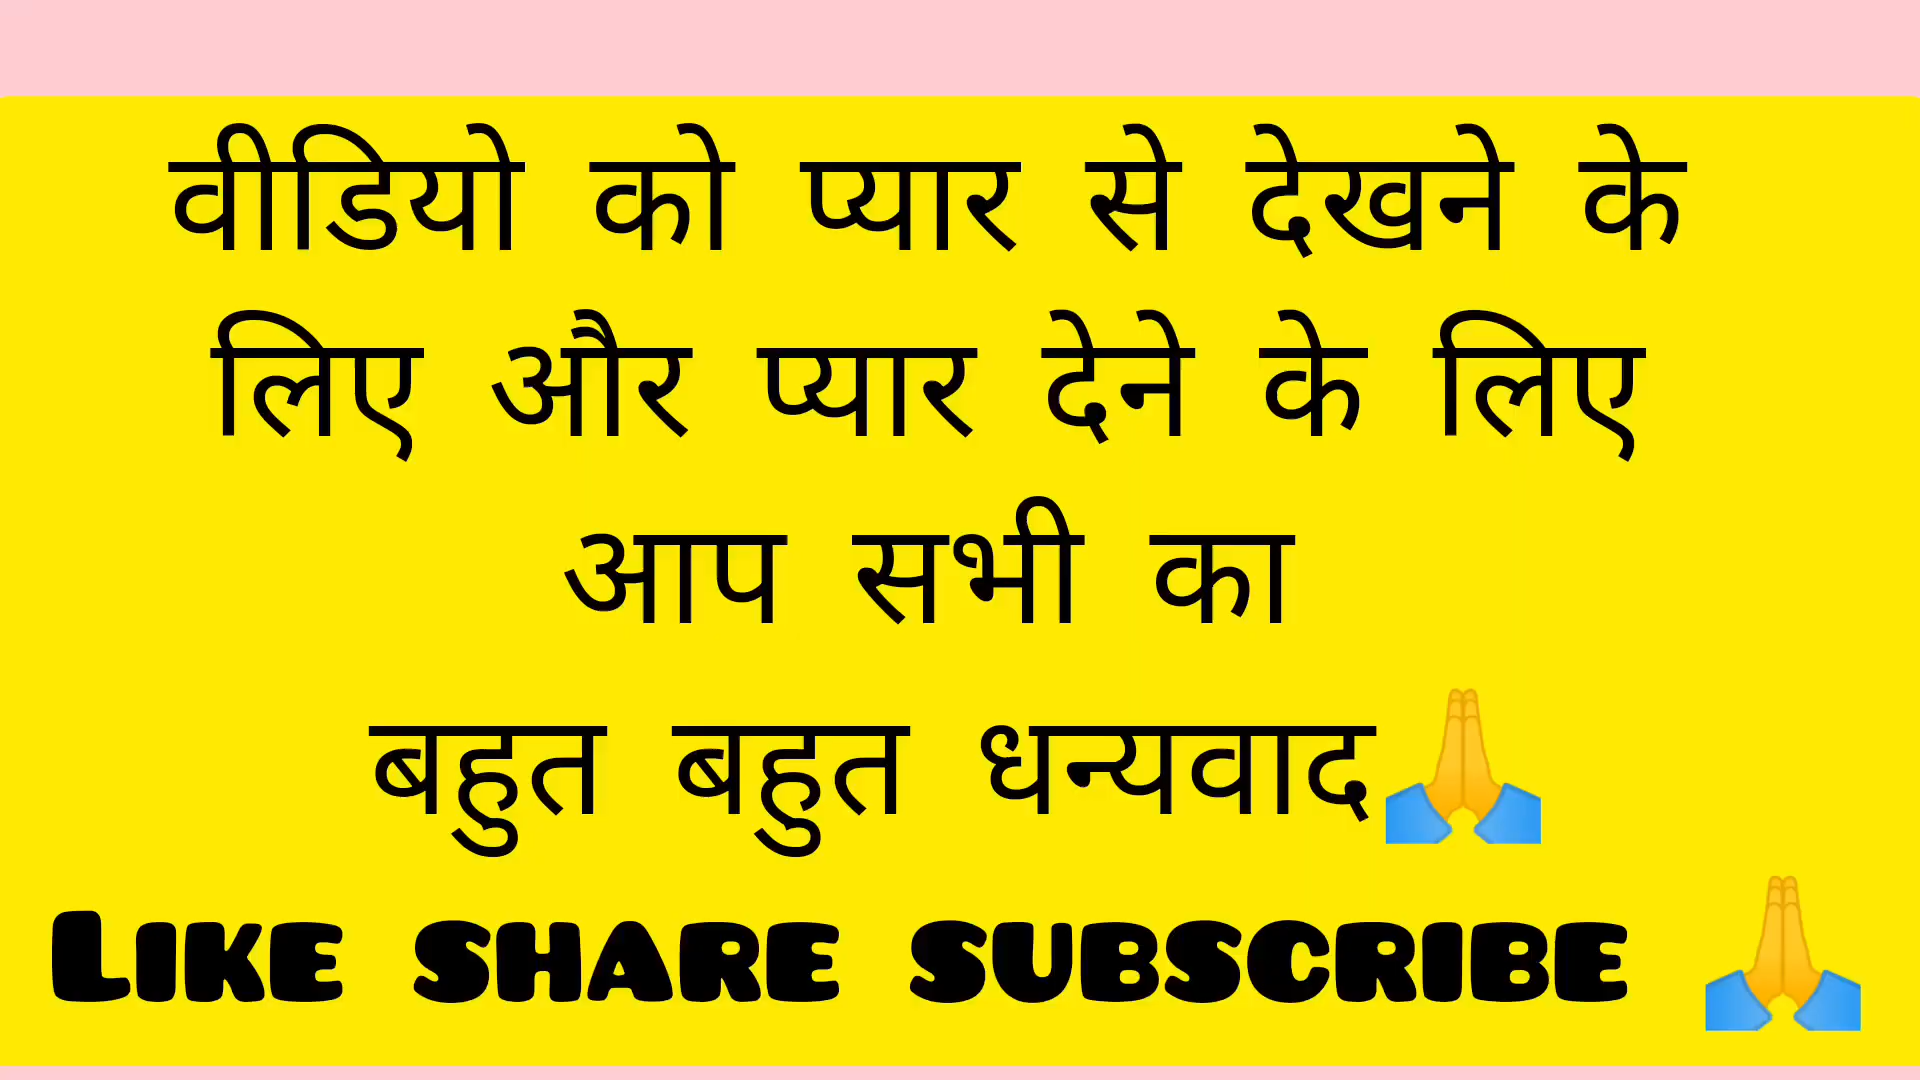 वीडियो को प्यार से देखने के
लिए और प्यार देने के लिए
आप सभी का
बहुत बहुत धन्यवाद🙏
Like share subscribe 🙏